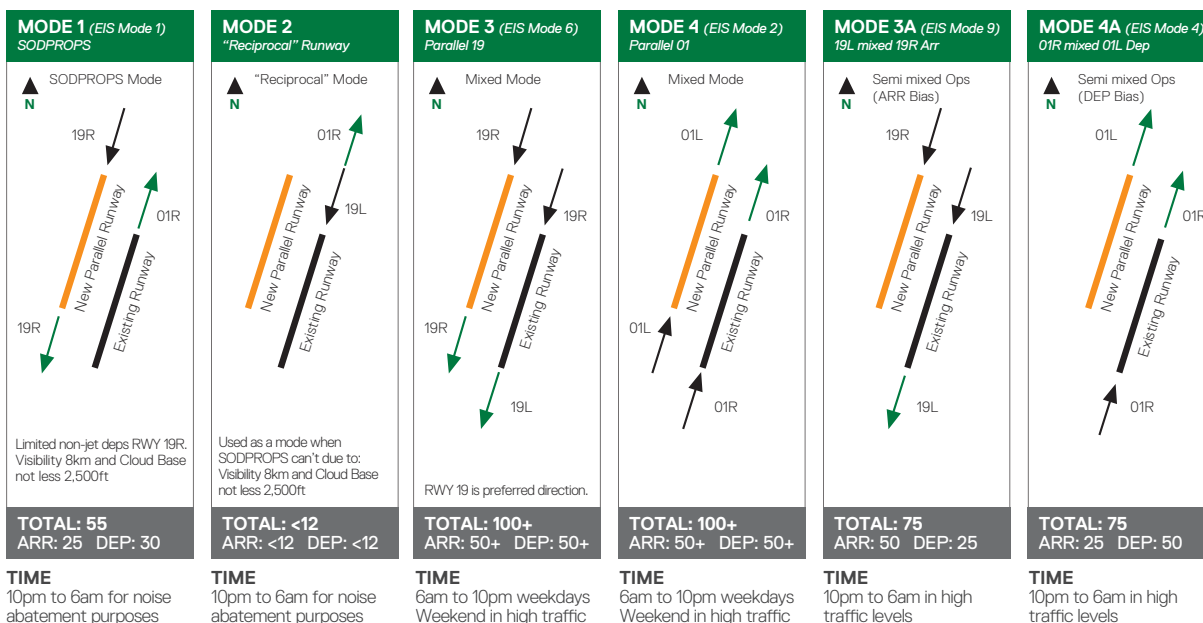 MODE 1 (EIS Mode 1)
SODPROPS
SODPROPS Mode
N
19R
01R
New Parallel Runway
Existing Runway
19R
Limited non-jet deps RWY 19R.
Visibility 8km and Cloud Base
not less 2,500ft
TOTAL: 55
ARR: 25 DEP: 30
TIME
10pm to 6am for noise
abatement purposes
MODE 2
"Reciprocal" Runway
"Reciprocal" Mode
N
01R
19L
New Parallel Runway
Existing Runway
Used as a mode when
SODPROPS can't due to:
Visibility 8km and Cloud Base
not less 2,500ft
TOTAL: <12
ARR: <12 DEP: <12
TIME
10pm to 6am for noise
abatement purposes
MODE 3 (EIS Mode 6)
Parallel 19
Mixed Mode
N
19R
19R
New Parallel Runway
Existing Runway
19R
19L
RWY 19 is preferred direction.
TOTAL: 100+
ARR: 50+ DEP: 50+
TIME
6am to 10pm weekdays
Weekend in high traffic
MODE 4 (EIS Mode 2)
Parallel 01
Mixed Mode
N
01L
01R
New Parallel Runway
Existing Runway
01L
01R
TOTAL: 100+
ARR: 50+ DEP: 50+
TIME
6am to 10pm weekdays
Weekend in high traffic
MODE 3A (EIS Mode 9)
19L mixed 19R Arr
Semi mixed Ops
(ARR Bias)
N
19R
19L
New Parallel Runway
Existing Runway
19L
TOTAL: 75
ARR: 50 DEP: 25
TIME
10pm to 6am in high
traffic levels
MODE 4A (EIS Mode 4)
01R mixed 01L Dep
Semi mixed Ops
(DEP Bias)
N
01L
01R
New Parallel Runway
Existing Runway
01R
TOTAL: 75
ARR: 25 DEP: 50
TIME
10pm to 6am in high
traffic levels